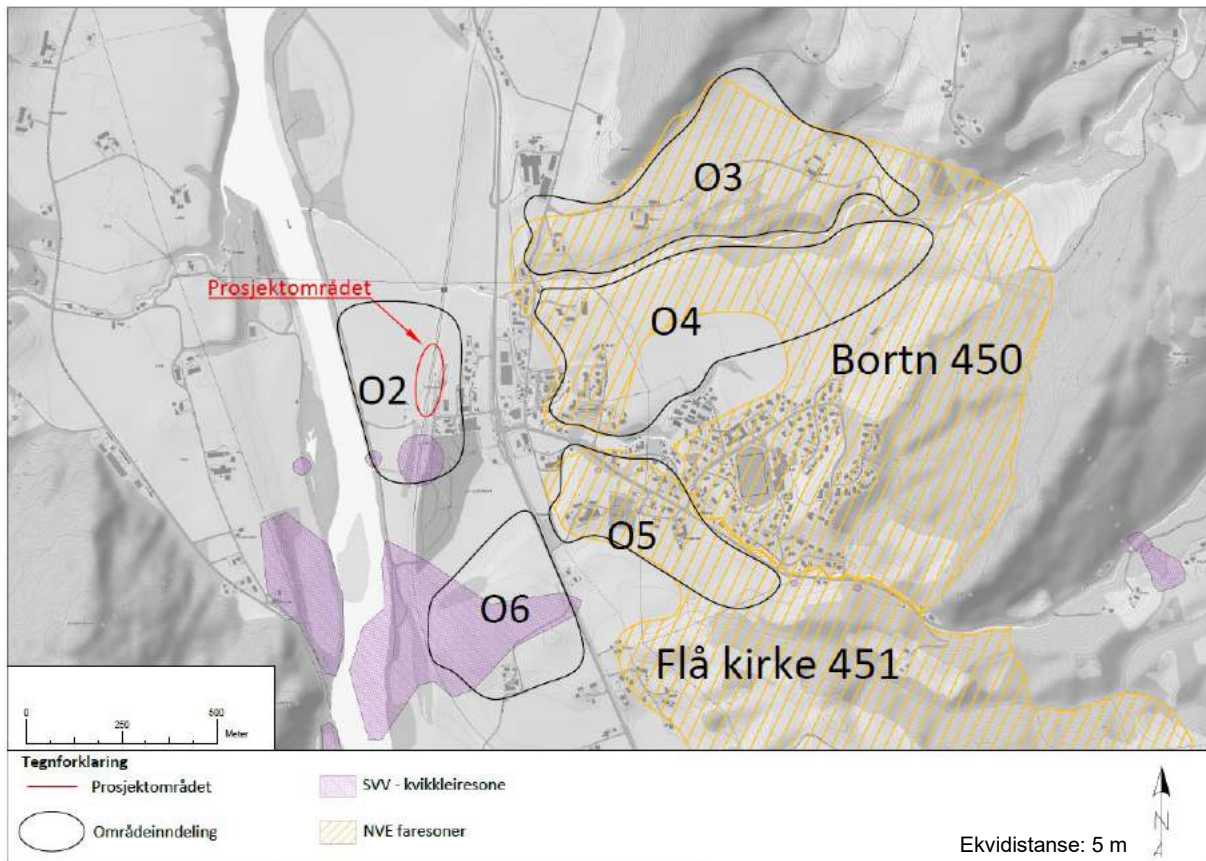 O3
Prosjektområdet
O4
O2
Bortn 450
O5
O6
Flå kirke 451
0 250 500
Meter
Tegnforklaring
Prosjektområdet
SVV - kvikkleiresone
Områdeinndeling
NVE faresoner
Ekvidistanse: 5 m
N